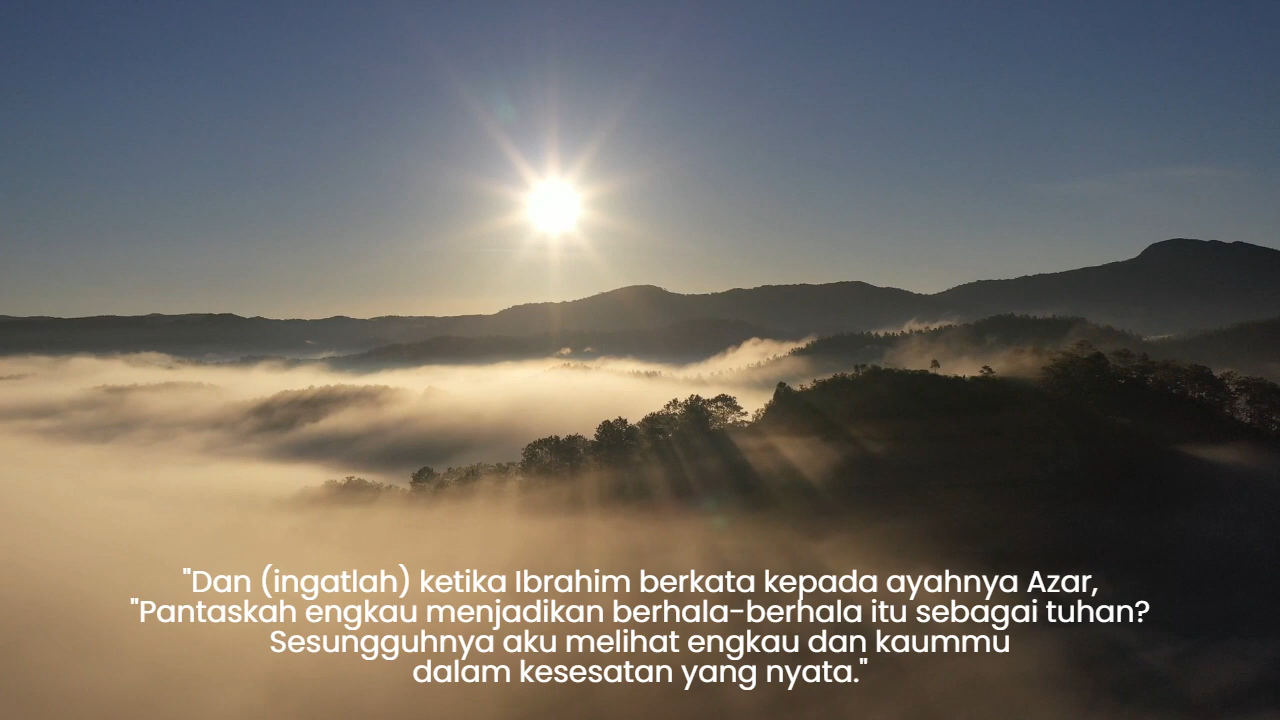 "Dan (ingatlah) ketika Ibrahim berkata kepada ayahnya Azar,
"Pantaskah engkau menjadikan berhala-berhala itu sebagai tuhan?
Sesungguhnya aku melihat engkau dan kaummu
dalam kesesatan yang nyata."